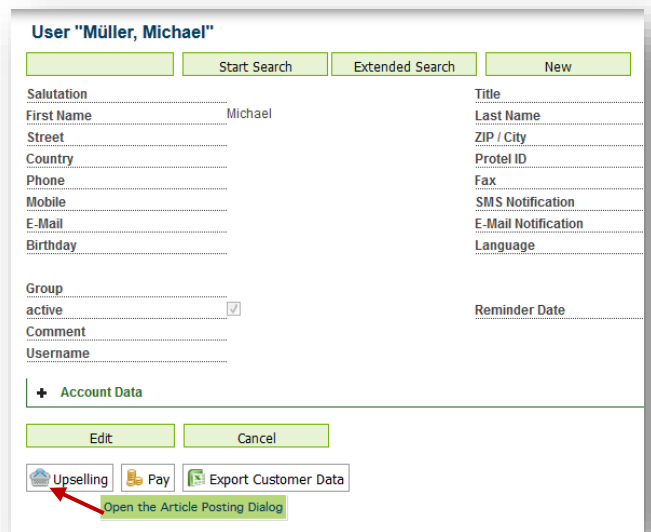 User "Müller, Michael"
Start Search Extended Search New
Salutation Title
First Name Michael Last Name
Street ZIP / City
Country Protel ID
Phone Fax
Mobile SMS Notification
E-Mail E-Mail Notification
Birthday Language
Group
active Reminder Date
Comment
Username
+ Account Data
Edit Cancel
Upselling Pay Export Customer Data
Open the Article Posting Dialog